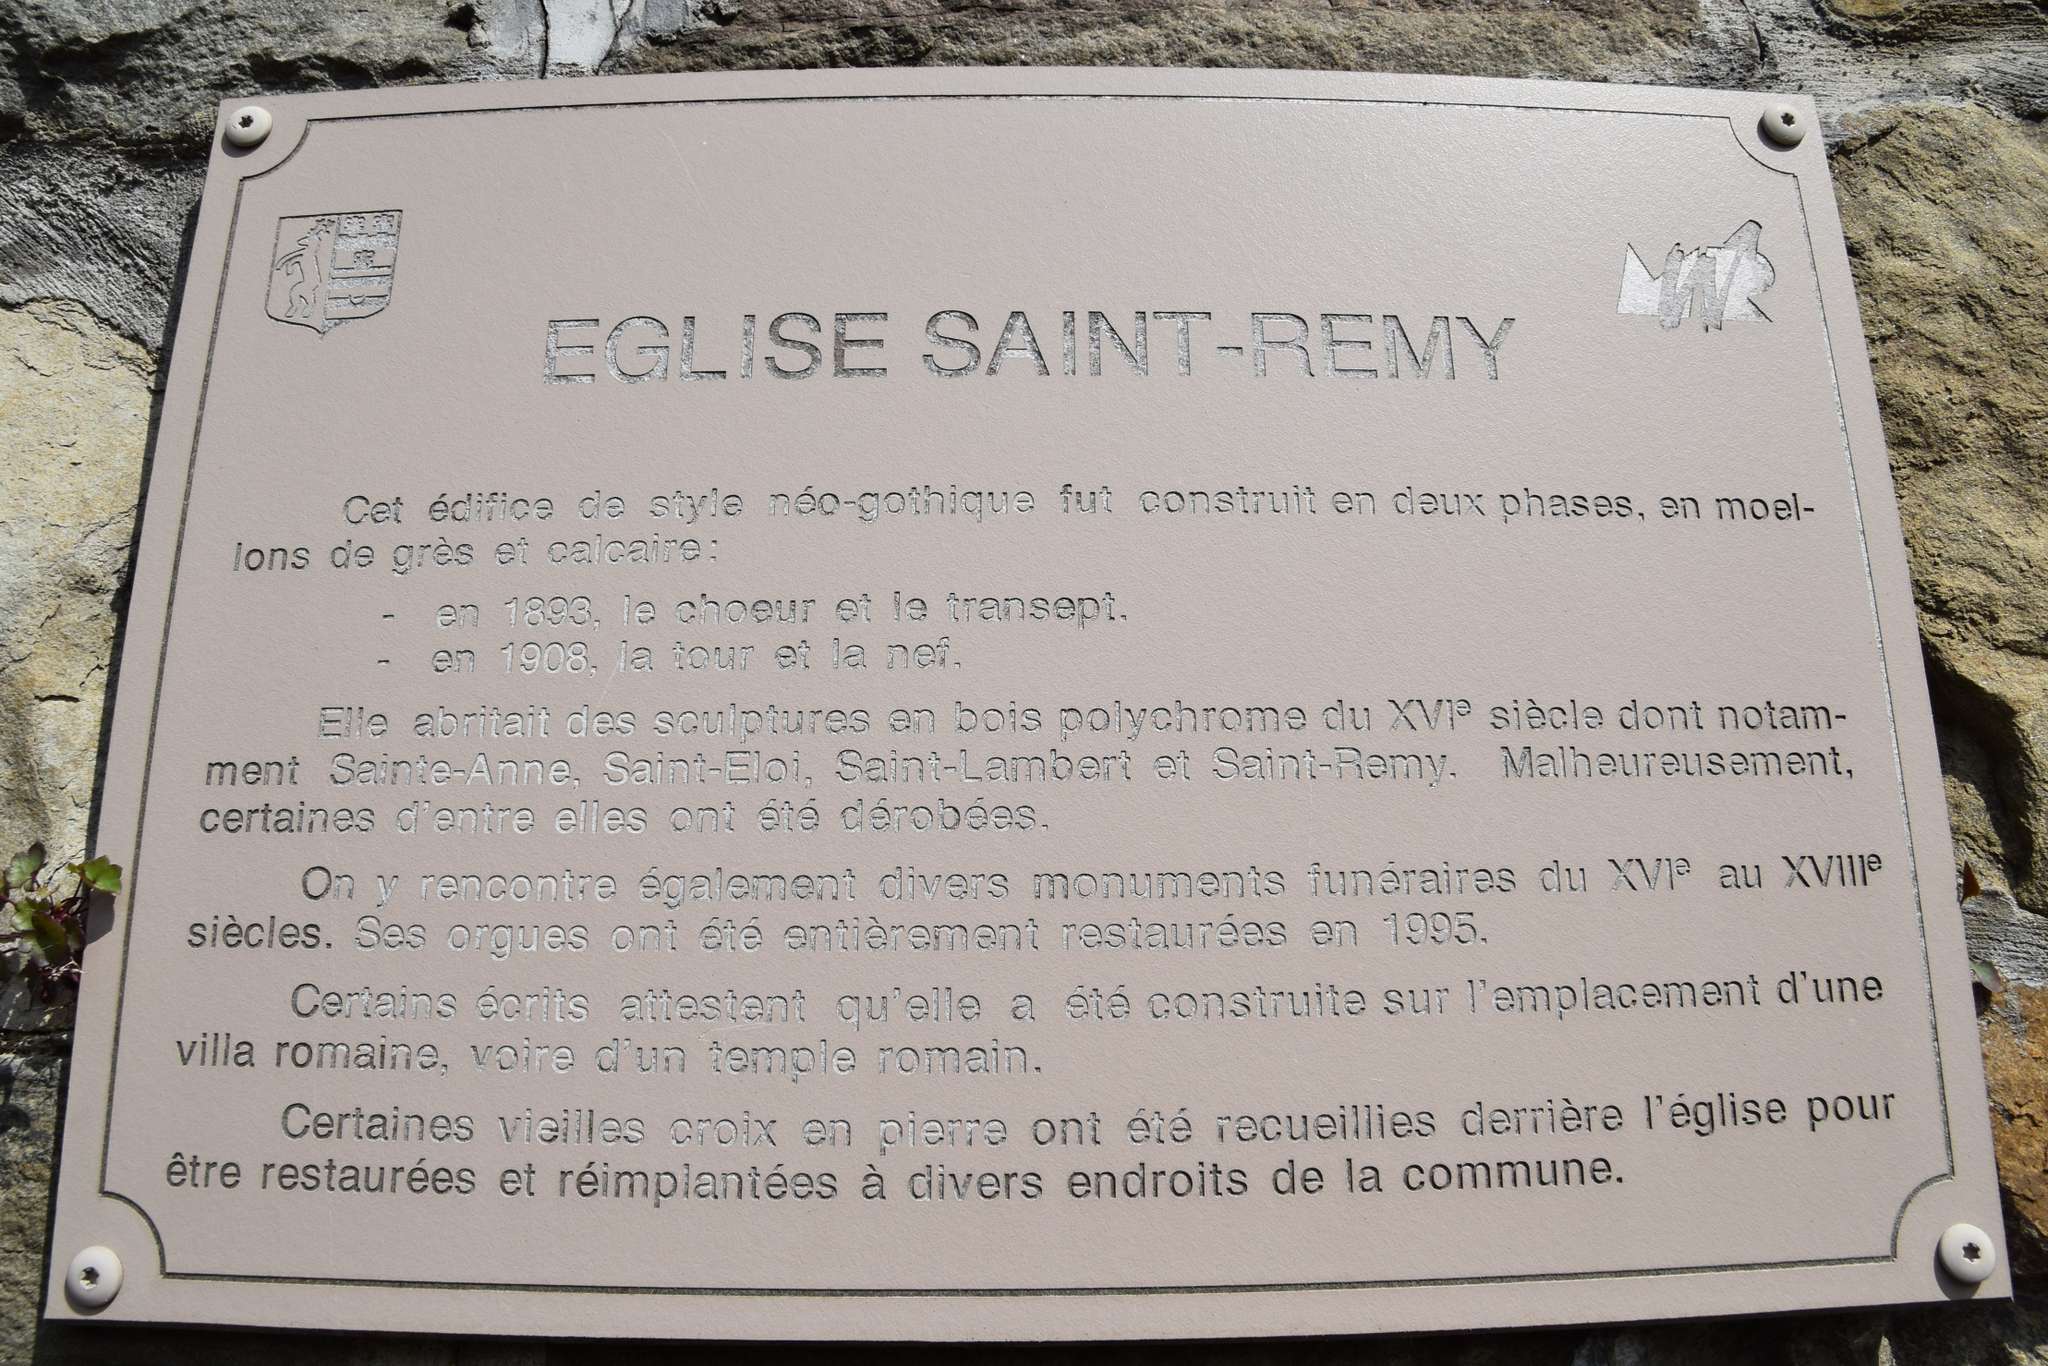 EGLISE SAINT-REMY
Cet édifice de style néo-gothique fut construit en deux phases, en moel-
lons de grès et calcaire :
- en 1893, le choeur et le transept.
- en 1908, la tour et la nef.
Elle abritait des sculptures en bois polychrome du XVIe siècle dont notam-
ment Sainte-Anne, Saint-Eloi, Saint-Lambert et Saint-Remy. Malheureusement,
certaines d'entre elles ont été dérobées.
On y rencontre également divers monuments funéraires du XVIe au XVIIIe
siècles. Ses orgues ont été entièrement restaurées en 1995.
Certains écrits attestent qu'elle a été construite sur l'emplacement d'une
villa romaine, voire d'un temple romain.
Certaines vieilles croix en pierre ont été recueillies derrière l'église pour
être restaurées et réimplantées à divers endroits de la commune.